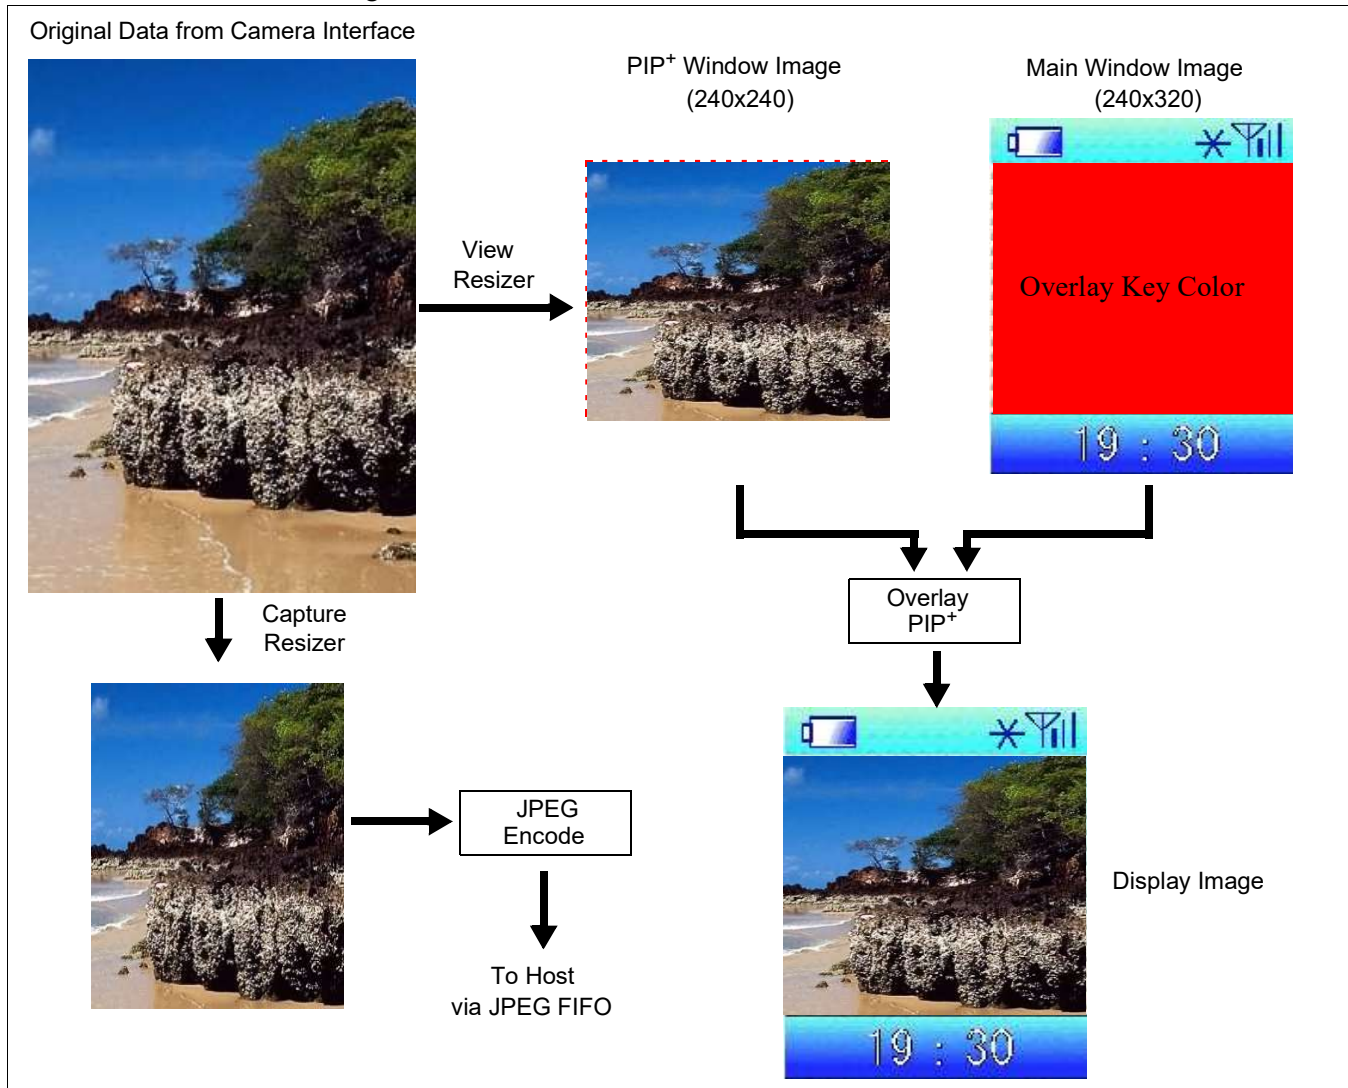 Original Data from Camera Interface
PIP+ Window Image
(240x240)
Main Window Image
(240x320)
View
Resizer
Overlay Key Color
19 : 30
Capture
Resizer
Overlay
PIP+
JPEG
Encode
To Host
via JPEG FIFO
Display Image
19 : 30